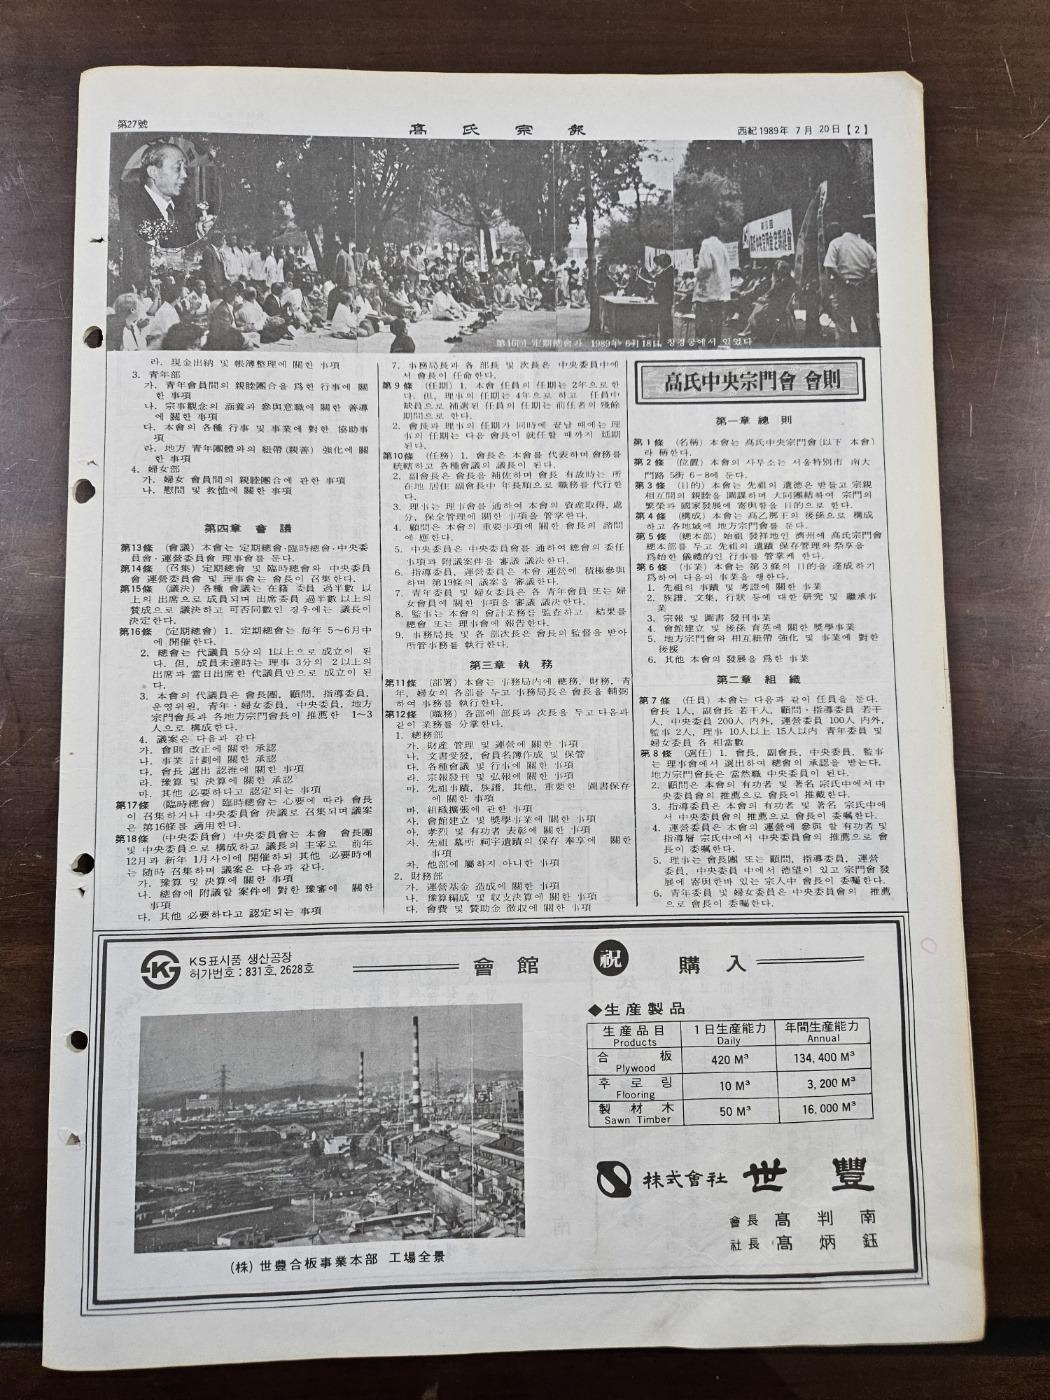 第27號
高氏宗報
西紀1989年 7月 20日【2】
第16回 定期總會가 1989年 6月 18日 창경궁에서 있었다
高氏中央宗門會 會則
第一章 總 則
第1條 (名稱) 本會는 高氏中央宗門會(以下 本會)
라 稱한다.
第2條 (位置) 本會의 사무소는 서울特別市 南大
門路 5街 6－8에 둔다.
第3條 (目的) 本會는 先祖의 遺德은 받들고 宗親
相互間의 親睦을 圖謀하며 大同團結하여 宗門의
繁榮과 國家發展에 寄與함을 目的으로 한다.
第4條 (構成) 本會는 高乙那王의 後孫으로 構成
하고 各地域에 地方宗門會를 둔다.
第5條 (總本部) 始祖 發祥地인 濟州에 高氏宗門會
總本部를 두고 先祖의 遺蹟 保存管理와 祭享을
爲始한 儀禮的인 行事를 管掌케 한다.
第6條 (事業) 本會는 第3條의 目的을 達成하기
爲하여 다음의 事業을 행한다.
1. 先祖의 事蹟 및 考證에 關한 事業
2. 族譜, 文集, 行狀 등에 대한 硏究 및 繼承事
業
3. 宗報 및 圖書 發刊事業
4. 會館建立 및 後孫 育英에 關한 奬學事業
5. 地方宗門會와 相互紐帶 強化 및 事業에 對한
後援
6. 其他 本會의 發展을 爲한 事業
第二章 組 織
第7條 (任員) 本會는 다음과 같이 任員을 둔다.
會長 1人, 副會長 若干人, 顧問・指導委員 若干
人, 中央委員 200人 內外, 運營委員 100人 內外,
監事 2人, 理事 10人以上 15人以內 靑年委員 및
婦女委員 各 相當數
第8條 (選任) 1. 會長, 副會長, 中央委員, 監事
는 理事會에서 選出하여 總會의 承認을 받는다.
地方宗門會長은 當然職 中央委員이 된다.
2. 顧問은 本會의 有功者 및 著名 宗氏中에서 中
央委員會의 推薦으로 會長이 推戴한다.
3. 指導委員은 本會의 有功者 및 著名 宗氏中에
서 中央委員會의 推薦으로 會長이 委嘱한다.
4. 運營委員은 本會의 運營에 參與 할 有功者 및
指導層 宗氏中에서 中央委員會의 推薦으로 會
長이 委嘱한다.
5. 理事는 會長團 또는 顧問, 指導委員, 運營
委員, 中央委員 中에서 德望이 있고 宗門會 發
展에 寄與한바 있는 宗人中 會長이 委嘱한다.
6. 靑年委員 및 婦女委員은 中央委員會의 推薦
으로 會長이 委嘱한다.
7. 事務局長과 各 部長 및 次長은 中央委員中에
서 會長이 任命한다.
第9條 (任期) 1. 本會 任員의 任期는 2年으로 한
다. 但, 理事의 任期는 4年으로 하고 任員中
缺員으로 補選된 任員의 任期는 前任者의 殘餘
期間으로 한다.
2. 會長과 理事의 任期가 同時에 끝날 때에는 理
事의 任期는 다음 會長이 就任할 때까지 延期
된다.
第10條 (任務) 1. 會長은 本會를 代表하며 會務를
統轄하고 各種會議의 議長이 된다.
2. 副會長은 會長을 補佐하며 會長 有故時는 所
在地 居住 副會長中 年長順으로 職務를 代行한
다.
3. 理事는 理事會를 通하여 本會의 資産取得, 處
分, 保全管理에 關한 事項을 管掌한다.
4. 顧問은 本會의 重要事項에 關한 會長의 諮問
에 應한다.
5. 中央委員은 中央委員會를 通하여 總會의 委任
事項과 附議案件을 審議 議決한다.
6. 指導委員, 運營委員은 本會 運營에 積極參與
하며 第19條의 議案을 審議한다.
7. 靑年委員 및 婦女委員은 各 靑年會員 또는 婦
女會員에 關한 事項을 審議 議決한다.
8. 監事는 本會의 會計業務를 監査하고 結果를
總會 또는 理事會에 報告한다.
9. 事務局長 및 各 部次長은 會長의 監督을 받아
所管事務를 執行한다.
第三章 執 務
第11條 (部署) 本會는 事務局內에 總務, 財務, 靑
年, 婦女의 各部를 두고 事務局長은 會長을 輔弼
하여 事務를 執行한다.
第12條 (職務) 各部에 部長과 次長을 두고 다음과
같이 業務를 分掌한다.
1. 總務部
가. 財産 管理 및 運營에 關한 事項
나. 文書受發, 會員名簿作成 및 保管
다. 各種會議 및 行事에 關한 事項
라. 宗報發刊 및 弘報에 關한 事項
마. 先祖事蹟, 族譜, 其他, 重要한 圖書保存
에 關한 事項
바. 組織擴張에 관한 事項
사. 會館建立 및 奬學事業에 關한 事項
아. 孝烈 및 有功者 表彰에 關한 事項
자. 先祖 墓所 祠宇遺蹟의 保存 奉享에 關한
事項
차. 他部에 屬하지 아니한 事項
2. 財務部
가. 運營基金 造成에 關한 事項
나. 豫算編成 및 收支決算에 關한 事項
다. 會費 및 贊助金 徵收에 關한 事項
라. 現金出納 및 帳簿整理에 關한 事項
3. 靑年部
가. 靑年會員間의 親睦團合을 爲한 行事에 關
한 事項
나. 宗事觀念의 涵養과 參與意識에 關한 善導
에 關한 事項
다. 本會의 各種 行事 및 事業에 對한 協助事
項
라. 地方 靑年團體와의 紐帶(親善) 強化에 關
한 事項
4. 婦女部
가. 婦女 會員間의 親睦團合에 관한 事項
나. 慰問 및 救恤에 關한 事項
第四章 會 議
第13條 (會議) 本會는 定期總會・臨時總會・中央委
員會・運營委員會 理事會를 둔다.
第14條 (召集) 定期總會 및 臨時總會와 中央委員
會 運營委員會 및 理事會는 會長이 召集한다.
第15條 (議決) 各種 會議는 在籍 委員 過半數 以
上의 出席으로 成員되며 出席委員 過半數以上의
賛成으로 議決하고 可否同數인 경우에는 議長이
決定한다.
第16條 (定期總會) 1. 定期總會는 毎年 5～6月中
에 開催한다.
2. 總會는 代議員 5分의 1以上으로 成立이 된
다. 但, 成員未達時는 理事 3分의 2以上의
出席과 當日出席한 代議員만으로 成立이 된
다.
3. 本會의 代議員은 會長團, 顧問, 指導委員,
운영위원, 靑年・婦女委員, 中央委員, 地方
宗門會長과 各地方宗門會長이 推薦한 1～3
人으로 構成한다.
4. 議案은 다음과 같다
가. 會則 改正에 關한 承認
나. 事業 計劃에 關한 承認
다. 會長 選出 認准에 關한 事項
라. 豫算 및 決算에 關한 承認
마. 其他 必要하다고 認定되는 事項
第17條 (臨時總會) 臨時總會는 必要에 따라 會長
이 召集하거나 中央委員會 決議로 召集되며 議案
은 第16條를 適用한다.
第18條 (中央委員會) 中央委員會는 本會 會長團
및 中央委員으로 構成하고 議長의 主宰로 前年
12月과 新年 1月사이에 開催하되 其他 必要時에
는 隨時 召集하며 議案은 다음과 같다.
가. 豫算 및 決算에 關한 事項
나. 總會에 附議할 案件에 對한 豫審에 關한
事項
다. 其他 必要하다고 認定되는 事項
KS표시품 생산공장
허가번호 : 831호, 2628호
會館 祝 購入
◆生産製品
生産品目 Products 1日生産能力 Daily 年間生産能力 Annual
合板 Plywood 420 M³ 134,400 M³
후로링 Flooring 10 M³ 3,200 M³
製材木 Sawn Timber 50 M³ 16,000 M³
株式會社 世豐
會長 高判南
社長 高炳鈺
(株) 世豊合板事業本部 工場全景